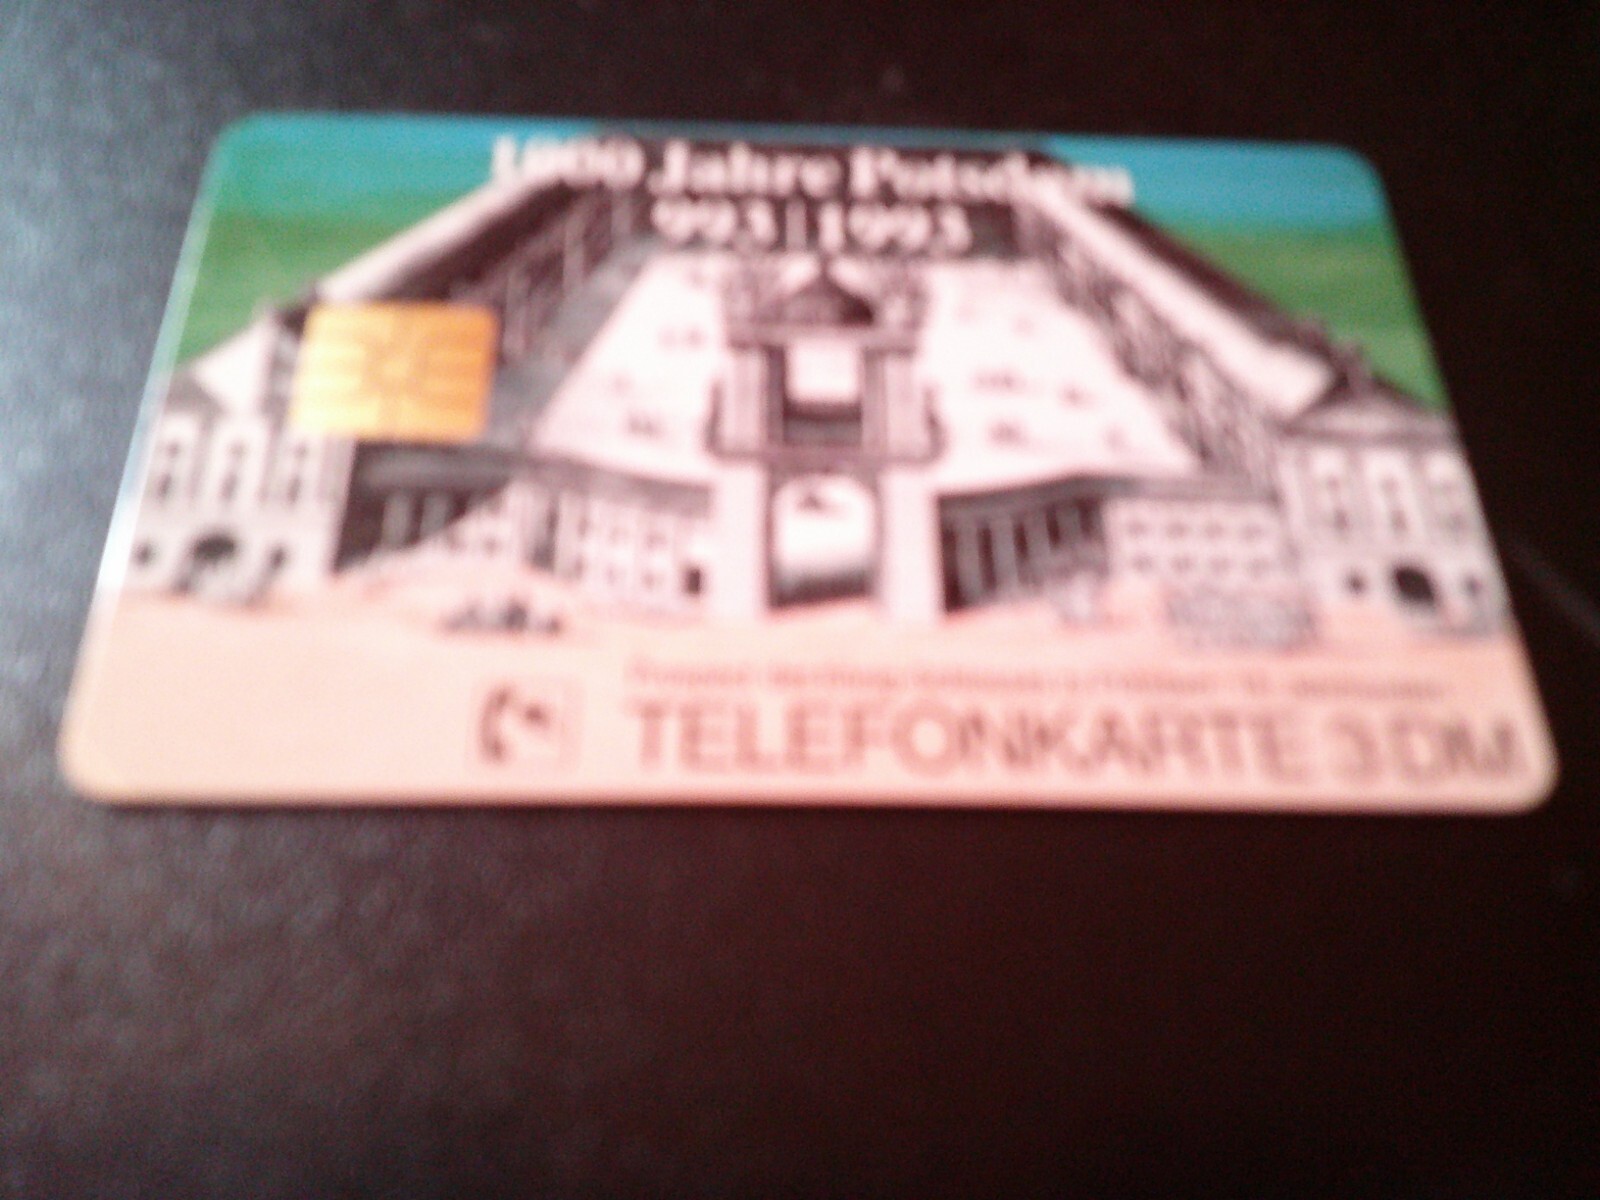 1000 Jahre Potsdam
993 | 1993
TELEFONKARTE 3 DM